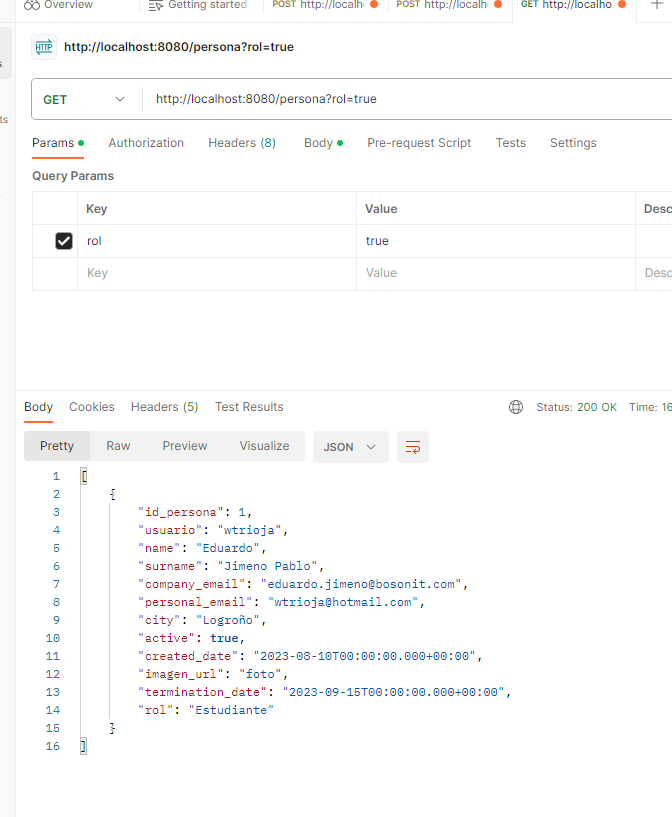 Overview Getting started POST http://localh POST http://localh GET http://localho
HTTP http://localhost:8080/persona?rol=true
GET http://localhost:8080/persona?rol=true
Params Authorization Headers (8) Body Pre-request Script Tests Settings
Query Params
Key Value Desc
rol true
Key Value Desc
Body Cookies Headers (5) Test Results Status: 200 OK Time: 16
Pretty Raw Preview Visualize JSON
1 [
2 {
3 "id_persona": 1,
4 "usuario": "wtrioja",
5 "name": "Eduardo",
6 "surname": "Jimeno Pablo",
7 "company_email": "eduardo.jimeno@bosonit.com",
8 "personal_email": "wtrioja@hotmail.com",
9 "city": "Logroño",
10 "active": true,
11 "created_date": "2023-08-10T00:00:00.000+00:00",
12 "imagen_url": "foto",
13 "termination_date": "2023-09-15T00:00:00.000+00:00",
14 "rol": "Estudiante"
15 }
16 ]